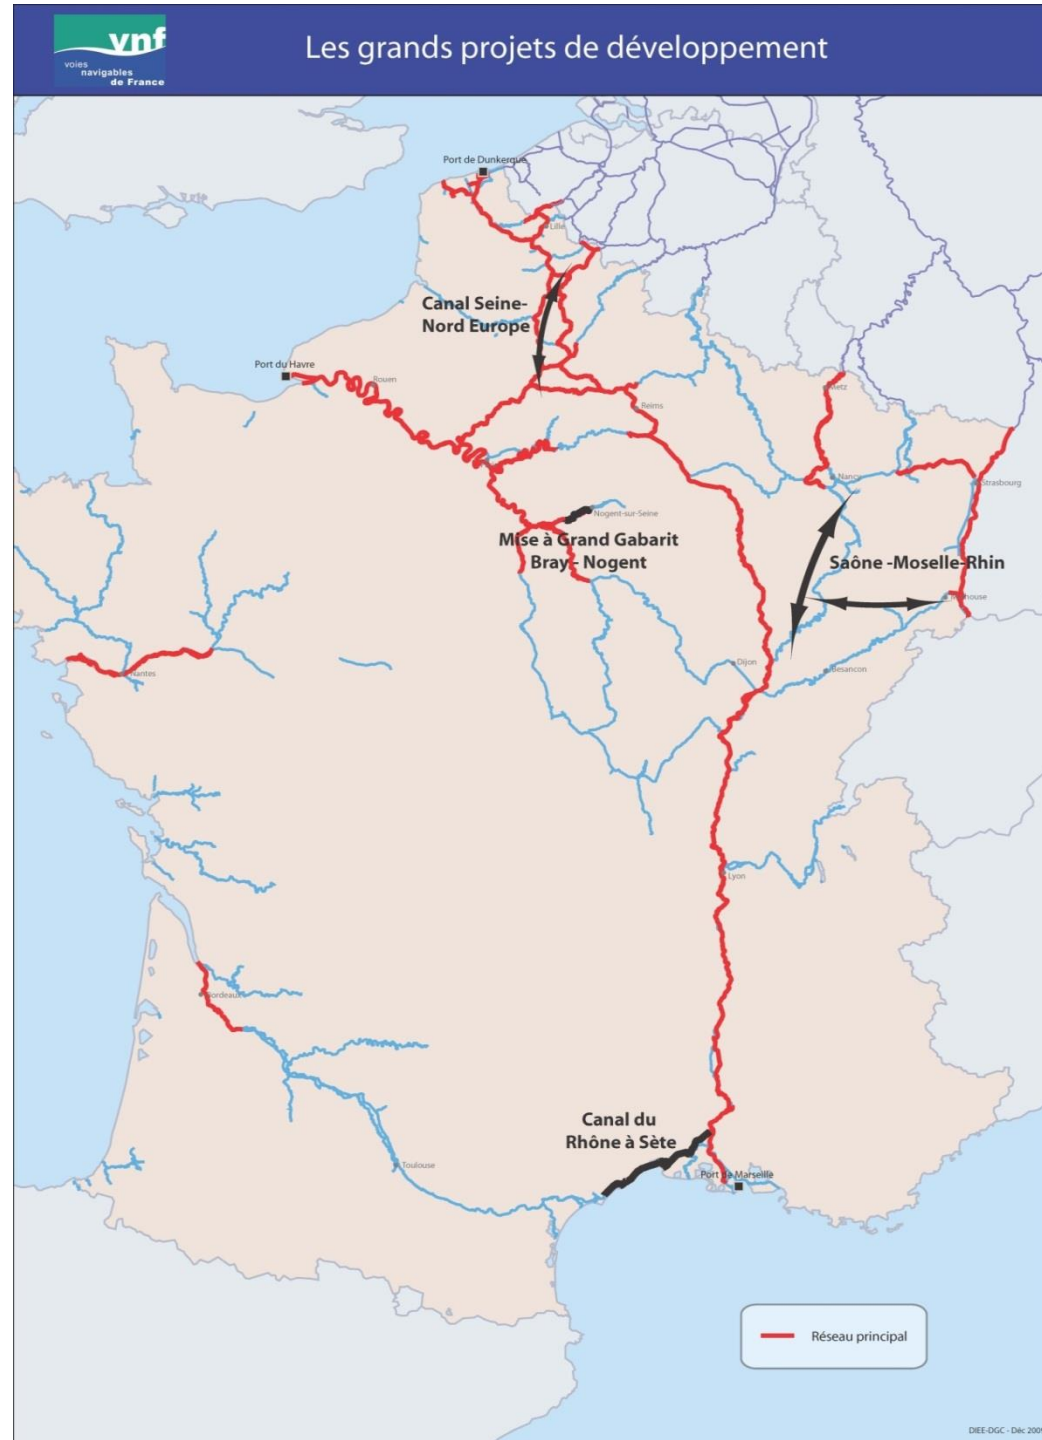 vnf
voies
navigables
de France
Les grands projets de développement
Port de Dunkerque
Lille
Canal Seine-
Nord Europe
Port du Havre
Rouen
Metz
Reims
Nancy
Strasbourg
Nogent-sur-Seine
Mise à Grand Gabarit
Bray - Nogent
Saône -Moselle-Rhin
Mulhouse
Dijon
Besançon
Nantes
Lyon
Bordeaux
Canal du
Rhône à Sète
Toulouse
Port de Marseille
Réseau principal
DIEE-DGC - Déc 2009